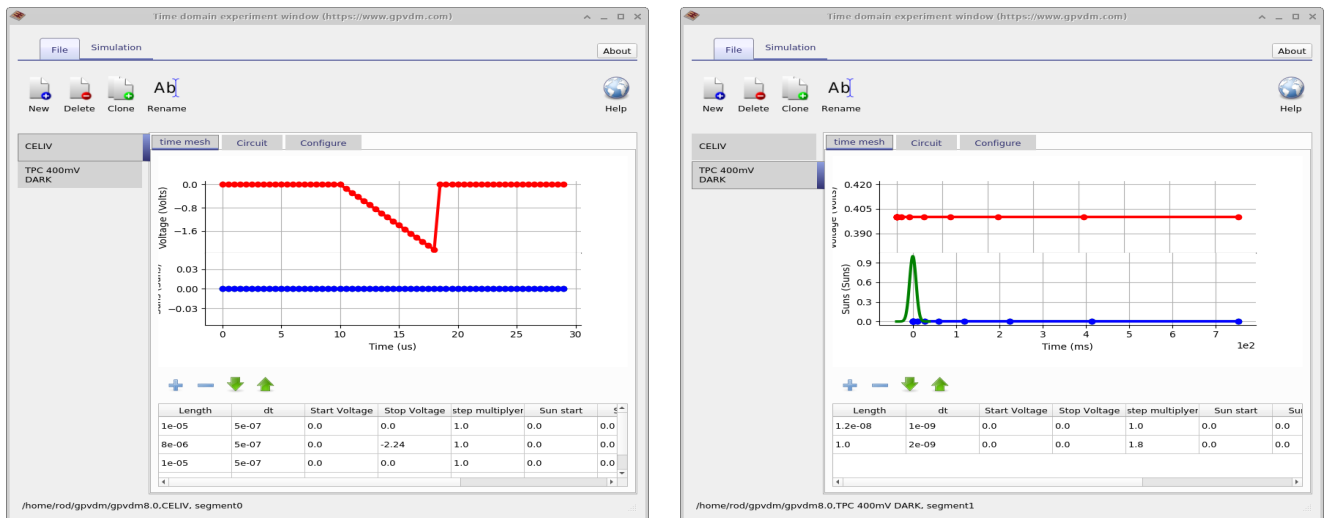 Time domain experiment window (https://www.gpvdm.com)
File Simulation About
Ab
New Delete Clone Rename Help
CELIV
TPC 400mV
DARK
time mesh Circuit Configure
Voltage (Volts)
0.0
−0.8
−1.6
Suns (Suns)
0.03
0.00
−0.03
0 5 10 15 20 25 30
Time (us)
Length dt Start Voltage Stop Voltage step multiplyer Sun start S
1e-05 5e-07 0.0 0.0 1.0 0.0 0.0
8e-06 5e-07 0.0 -2.24 1.0 0.0 0.0
1e-05 5e-07 0.0 0.0 1.0 0.0 0.0
/home/rod/gpvdm/gpvdm8.0,CELIV, segment0
Time domain experiment window (https://www.gpvdm.com)
File Simulation About
Ab
New Delete Clone Rename Help
CELIV
TPC 400mV
DARK
time mesh Circuit Configure
Voltage (Volts)
0.420
0.405
0.390
Suns (Suns)
0.9
0.6
0.3
0.0
0 1 2 3 4 5 6 7
Time (ms) 1e2
Length dt Start Voltage Stop Voltage step multiplyer Sun start Su
1.2e-08 1e-09 0.0 0.0 1.0 0.0 0.0
1.0 2e-09 0.0 0.0 1.8 0.0 0.0
/home/rod/gpvdm/gpvdm8.0,TPC 400mV DARK, segment1